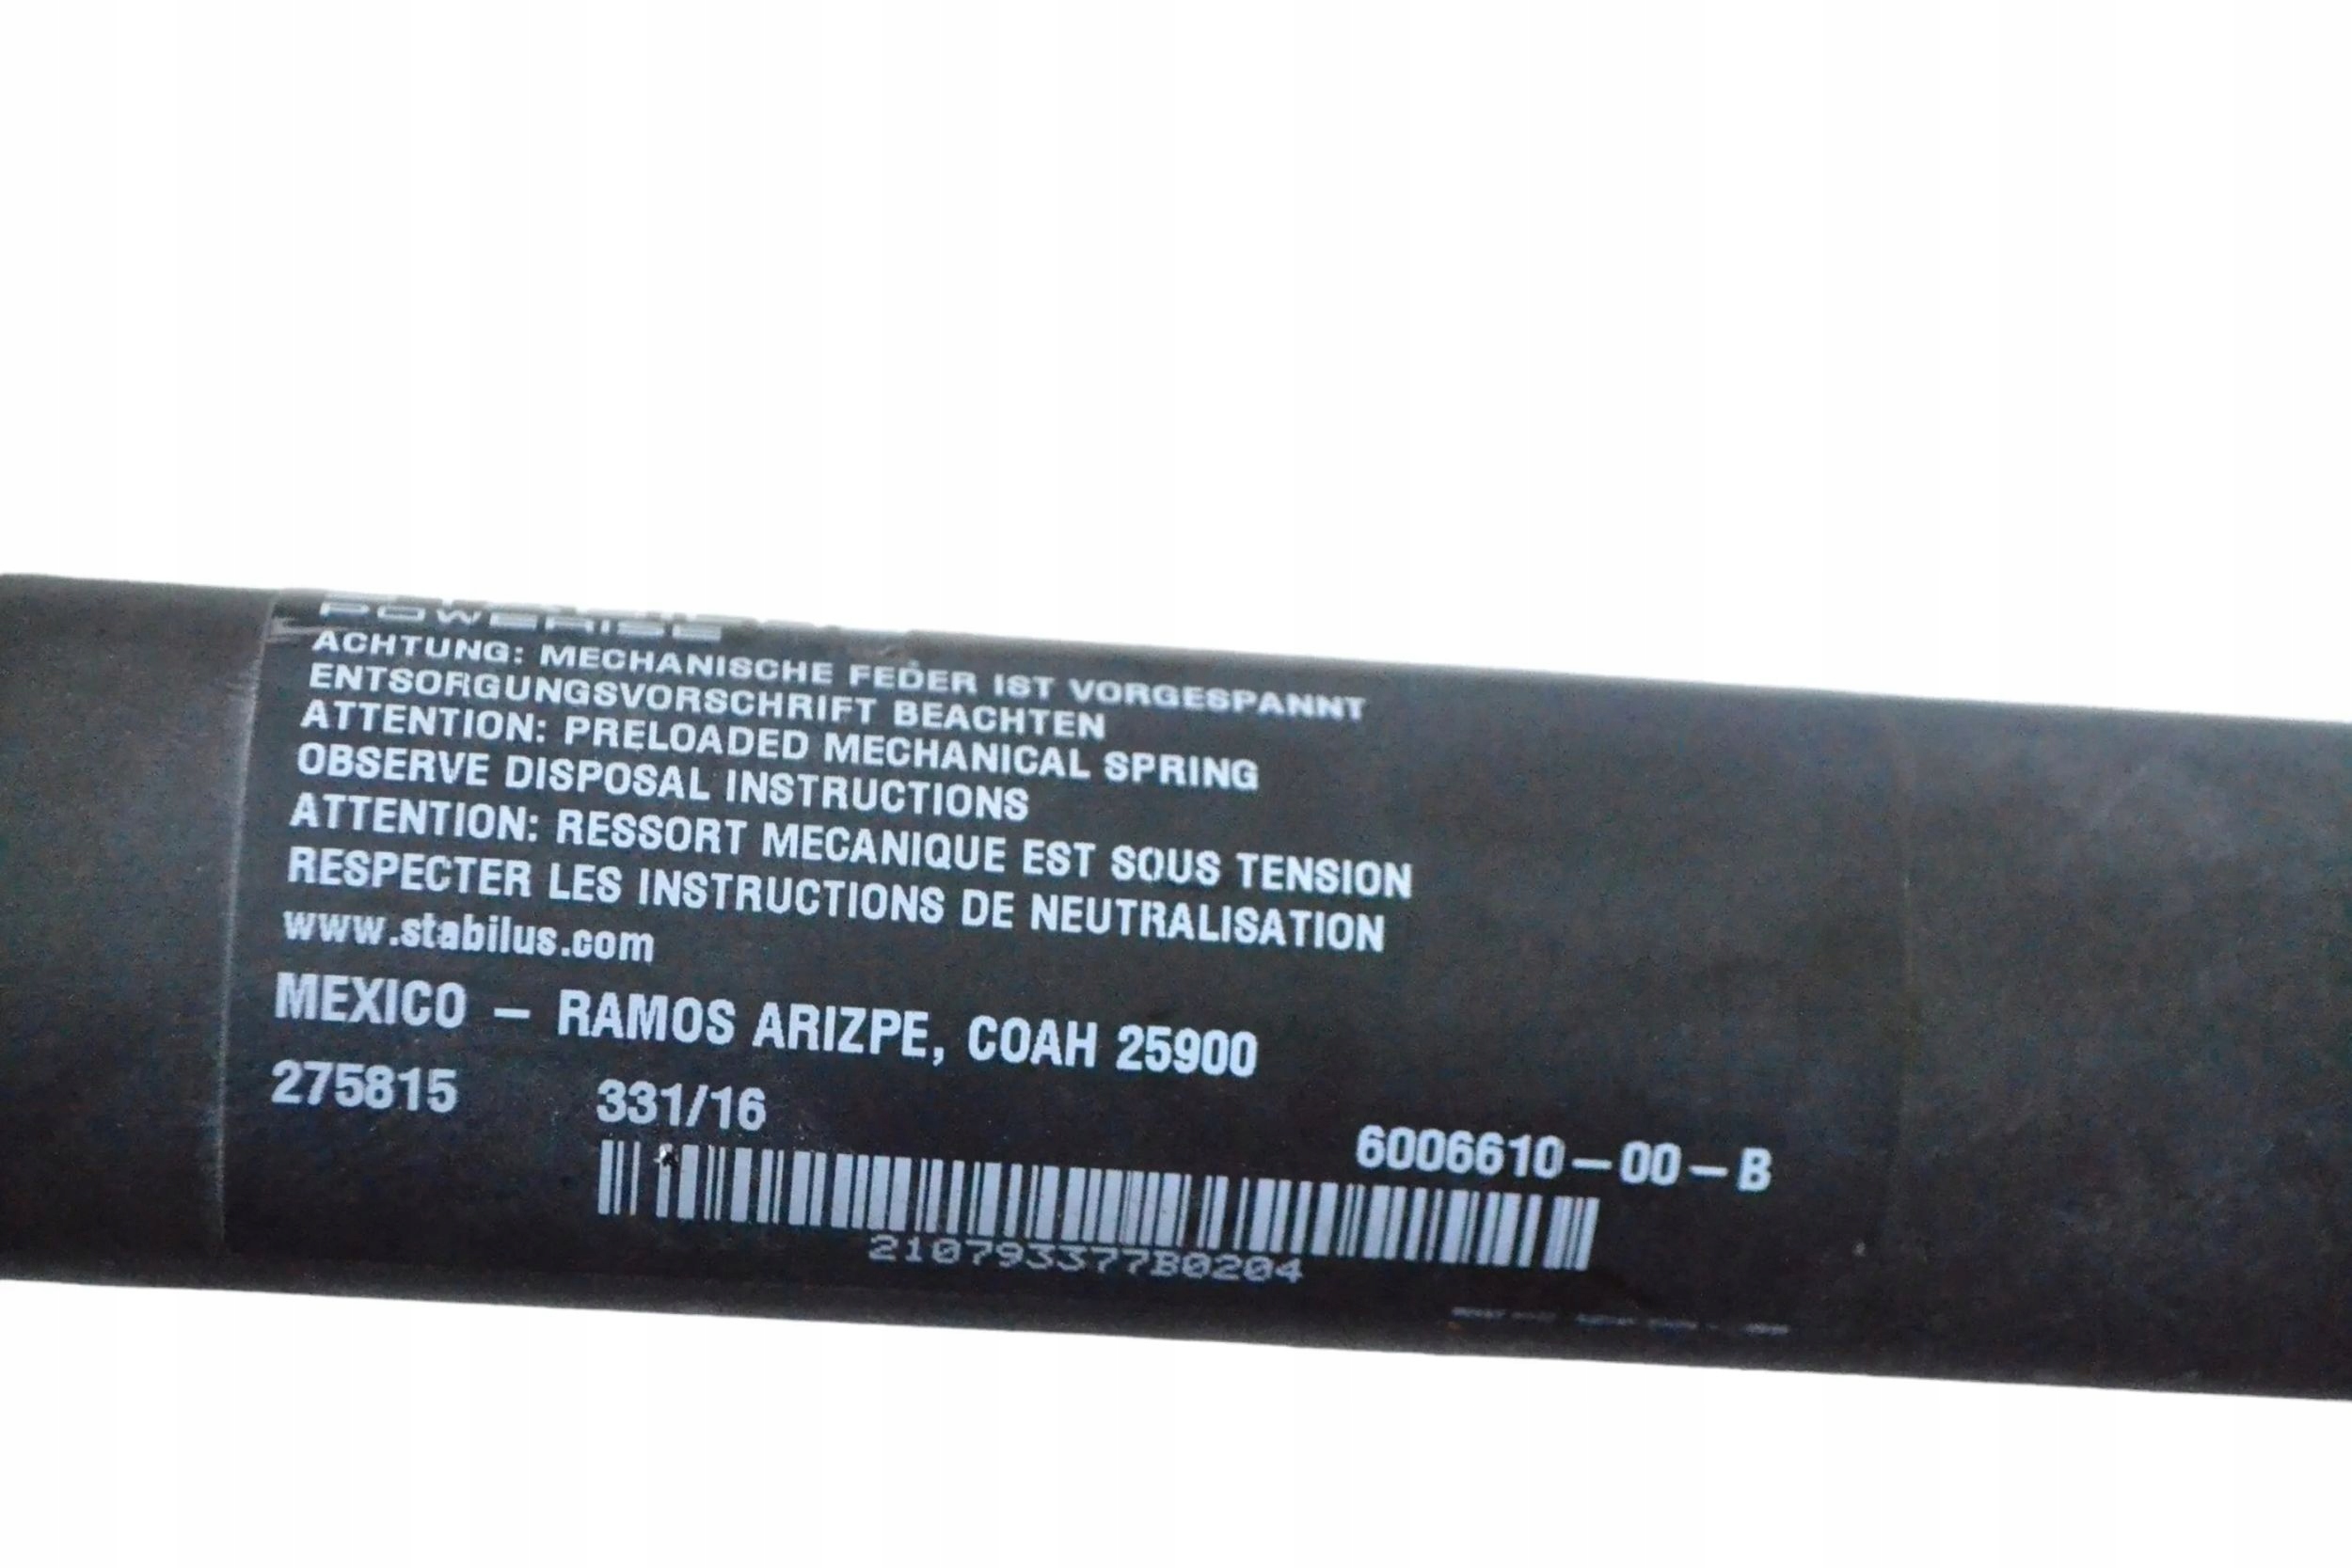 POWERISE
ACHTUNG: MECHANISCHE FEDER IST VORGESPANNT
ENTSORGUNGSVORSCHRIFT BEACHTEN
ATTENTION: PRELOADED MECHANICAL SPRING
OBSERVE DISPOSAL INSTRUCTIONS
ATTENTION: RESSORT MECANIQUE EST SOUS TENSION
RESPECTER LES INSTRUCTIONS DE NEUTRALISATION
www.stabilus.com
MEXICO – RAMOS ARIZPE, COAH 25900
275815 331/16 6006610–00–B
210793377B0204